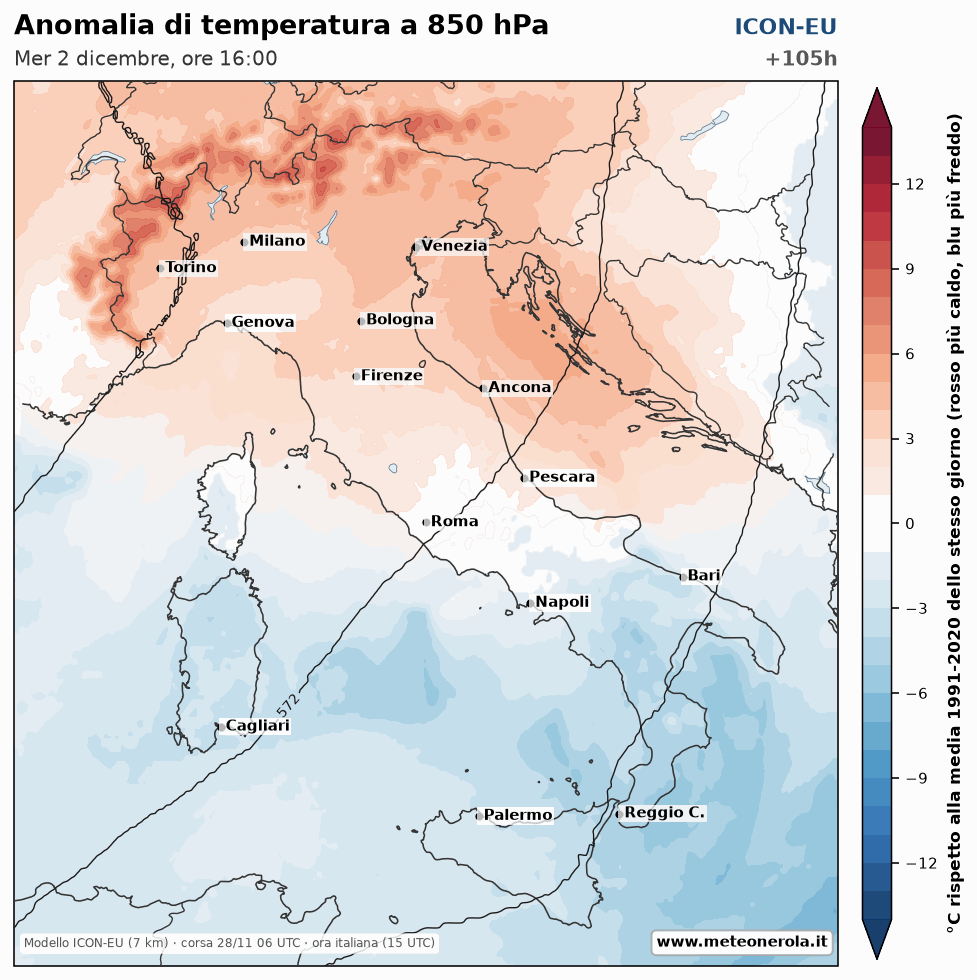 Anomalia di temperatura a 850 hPa
ICON-EU
Mer 2 dicembre, ore 16:00
+105h
Milano
Venezia
Torino
Genova
Bologna
Firenze
Ancona
Pescara
Roma
Bari
Napoli
572
Cagliari
Palermo
Reggio C.
Modello ICON-EU (7 km) · corsa 28/11 06 UTC · ora italiana (15 UTC)
www.meteonerola.it
12
9
6
3
0
−3
−6
−9
−12
°C rispetto alla media 1991-2020 dello stesso giorno (rosso più caldo, blu più freddo)